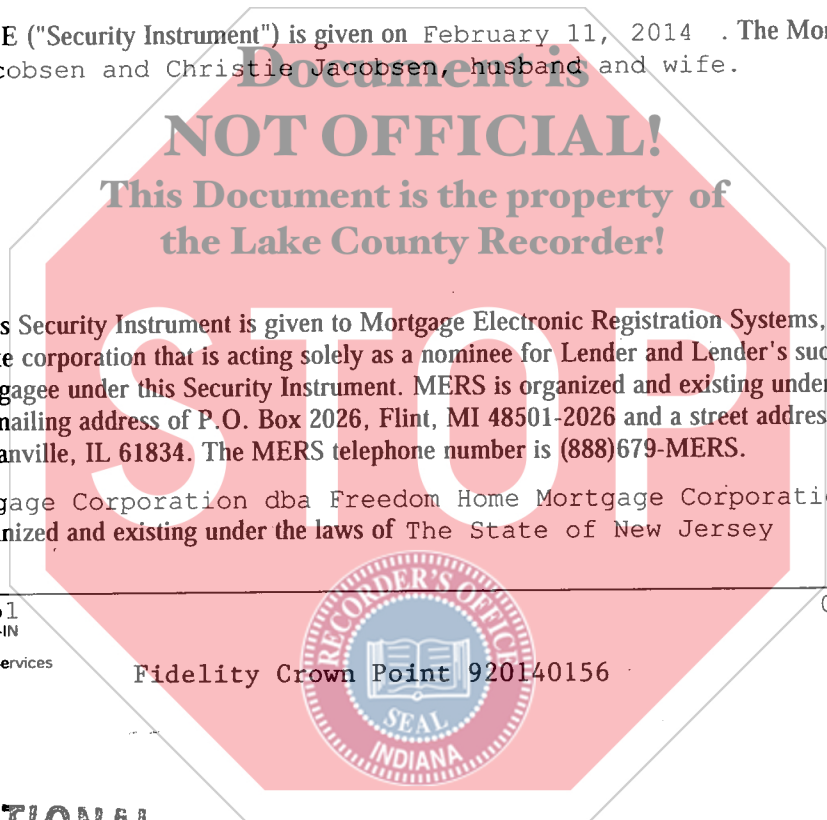 E ("Security Instrument") is given on February 11, 2014 . The Mor
cobsen and Christie Jacobsen, husband and wife.
Document is
NOT OFFICIAL!
This Document is the property of
the Lake County Recorder!
STOP
s Security Instrument is given to Mortgage Electronic Registration Systems,
e corporation that is acting solely as a nominee for Lender and Lender's suc
gagee under this Security Instrument. MERS is organized and existing under
nailing address of P.O. Box 2026, Flint, MI 48501-2026 and a street addres
anville, IL 61834. The MERS telephone number is (888)679-MERS.
gage Corporation dba Freedom Home Mortgage Corporati
nized and existing under the laws of The State of New Jersey
51
-IN
ervices
Fidelity Crown Point 920140156
RECORDER'S OFFICE
SEAL
INDIANA